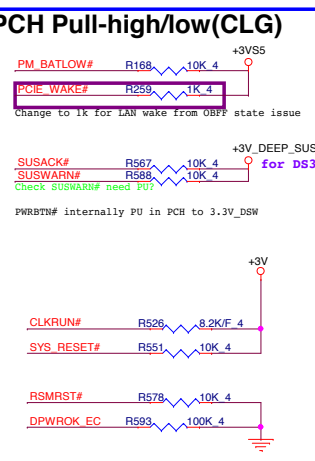 PCH Pull-high/low(CLG)
+3VS5
PM_BATLOW# R168 10K_4
PCIE_WAKE# R259 1K_4
Change to 1k for LAN wake from OBFF state issue
+3V_DEEP_SUS
SUSACK# R567 10K_4 for DS3
SUSWARN# R588 10K_4
Check SUSWARN# need PU?
PWRBTN# internally PU in PCH to 3.3V_DSW
+3V
CLKRUN# R526 8.2K/F_4
SYS_RESET# R551 10K_4
RSMRST# R578 10K_4
DPWROK_EC R593 100K_4